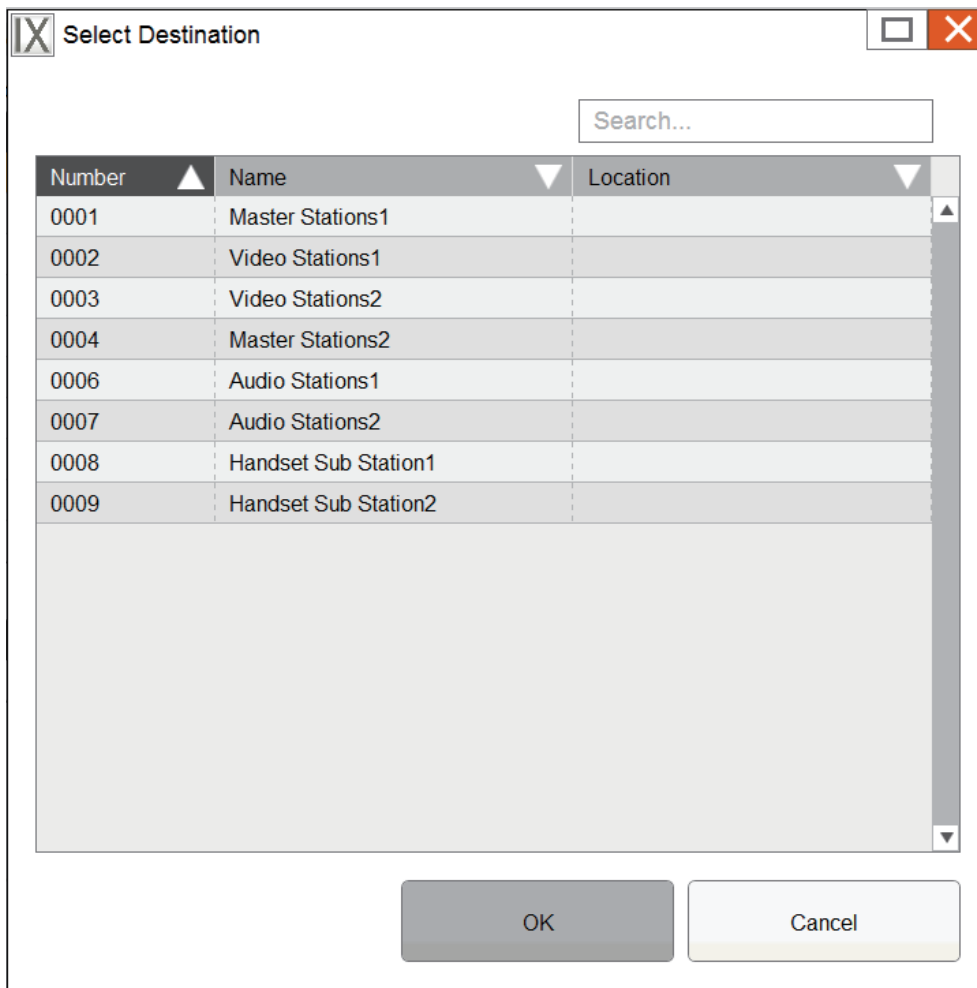 IX Select Destination
Search...
Number Name Location
0001 Master Stations1
0002 Video Stations1
0003 Video Stations2
0004 Master Stations2
0006 Audio Stations1
0007 Audio Stations2
0008 Handset Sub Station1
0009 Handset Sub Station2
OK Cancel